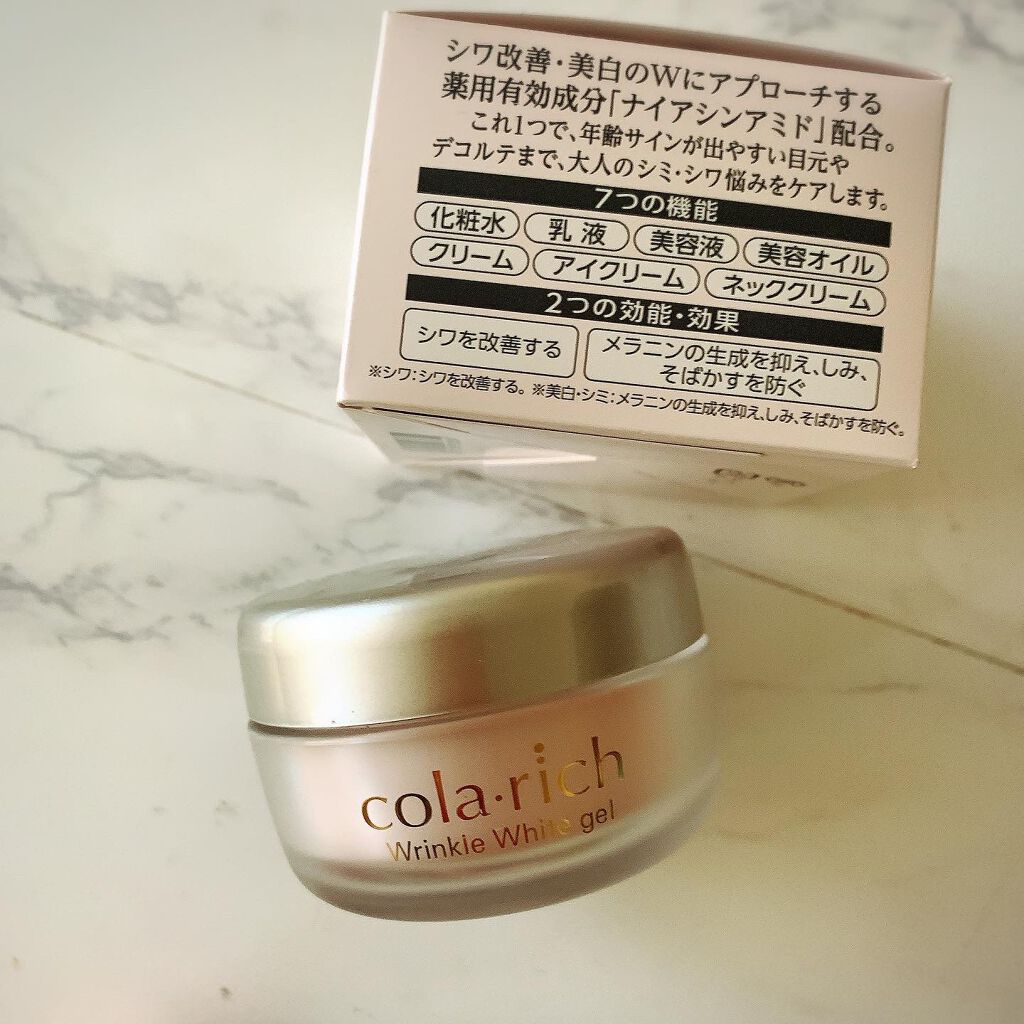 シワ改善・美白のWにアプローチする
薬用有効成分「ナイアシンアミド」配合。
これ1つで、年齢サインが出やすい目元や
デコルテまで、大人のシミ・シワ悩みをケアします。
7つの機能
化粧水 乳液 美容液 美容オイル
クリーム アイクリーム ネッククリーム
2つの効能・効果
シワを改善する
メラニンの生成を抑え、しみ、
そばかすを防ぐ
※シワ:シワを改善する。 ※美白・シミ:メラニンの生成を抑え、しみ、そばかすを防ぐ。
cola・rich
Wrinkle White gel